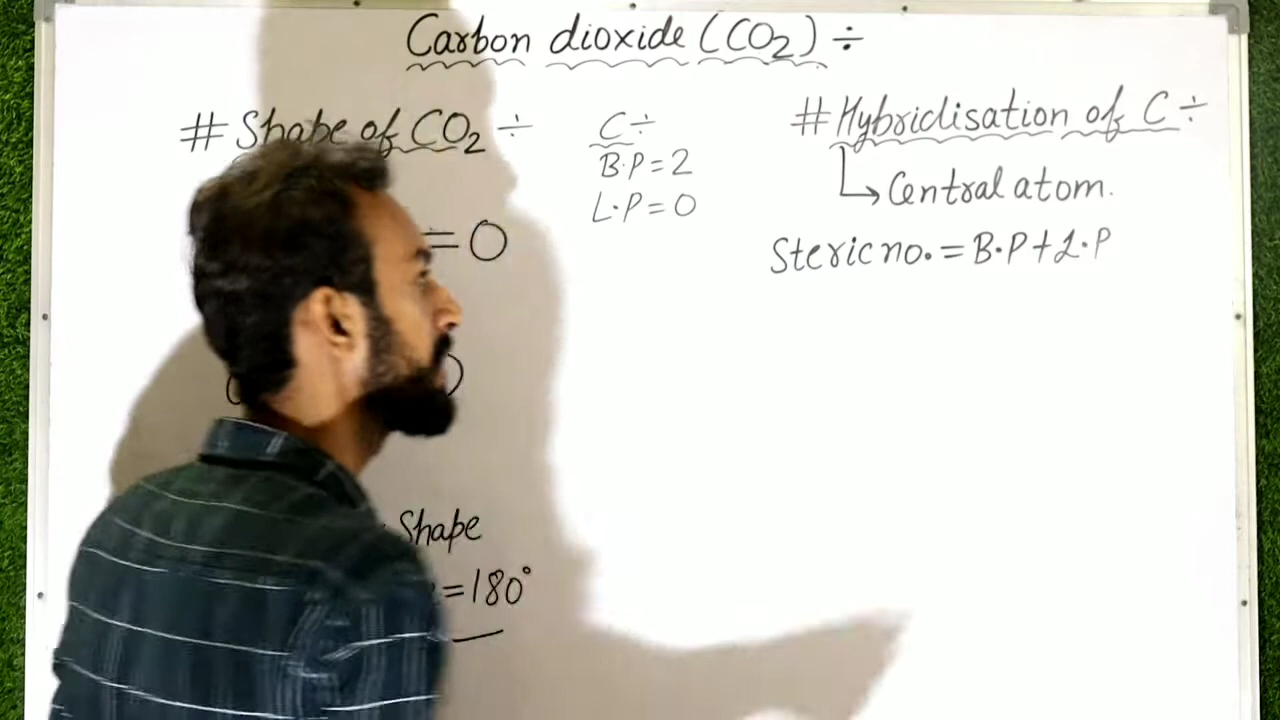 Carbon dioxide (CO₂) ÷
# Shape of CO₂ ÷
= O
Shape
=180°
C ÷
B.P = 2
L.P = 0
# Hybridisation of C ÷
↳ Central atom.
Steric no. = B.P + L.P